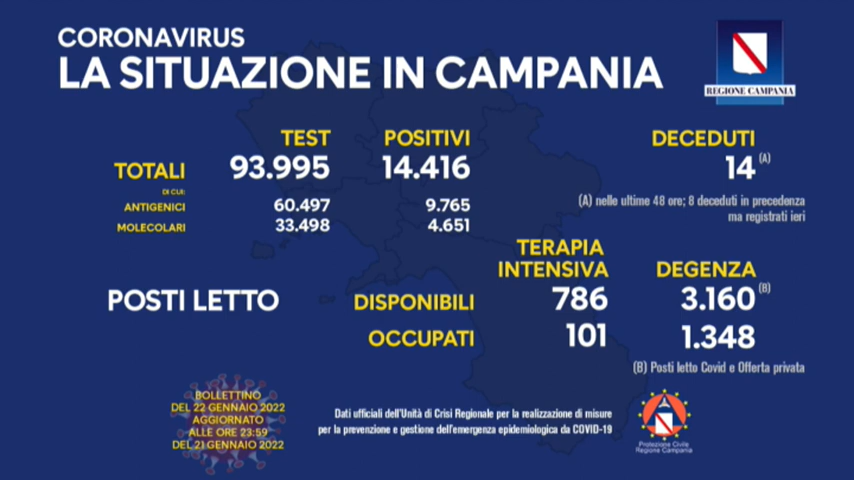 CORONAVIRUS
LA SITUAZIONE IN CAMPANIA
REGIONE CAMPANIA
TEST POSITIVI DECEDUTI
TOTALI 93.995 14.416 14 (A)
DI CUI:
ANTIGENICI 60.497 9.765
MOLECOLARI 33.498 4.651
(A) nelle ultime 48 ore; 8 deceduti in precedenza
ma registrati ieri
TERAPIA
INTENSIVA DEGENZA
POSTI LETTO DISPONIBILI 786 3.160 (B)
OCCUPATI 101 1.348
(B) Posti letto Covid e Offerta privata
BOLLETTINO
DEL 22 GENNAIO 2022
AGGIORNATO
ALLE ORE 23:59
DEL 21 GENNAIO 2022
Dati ufficiali dell'Unità di Crisi Regionale per la realizzazione di misure
per la prevenzione e gestione dell'emergenza epidemiologica da COVID-19
Protezione Civile
Regione Campania